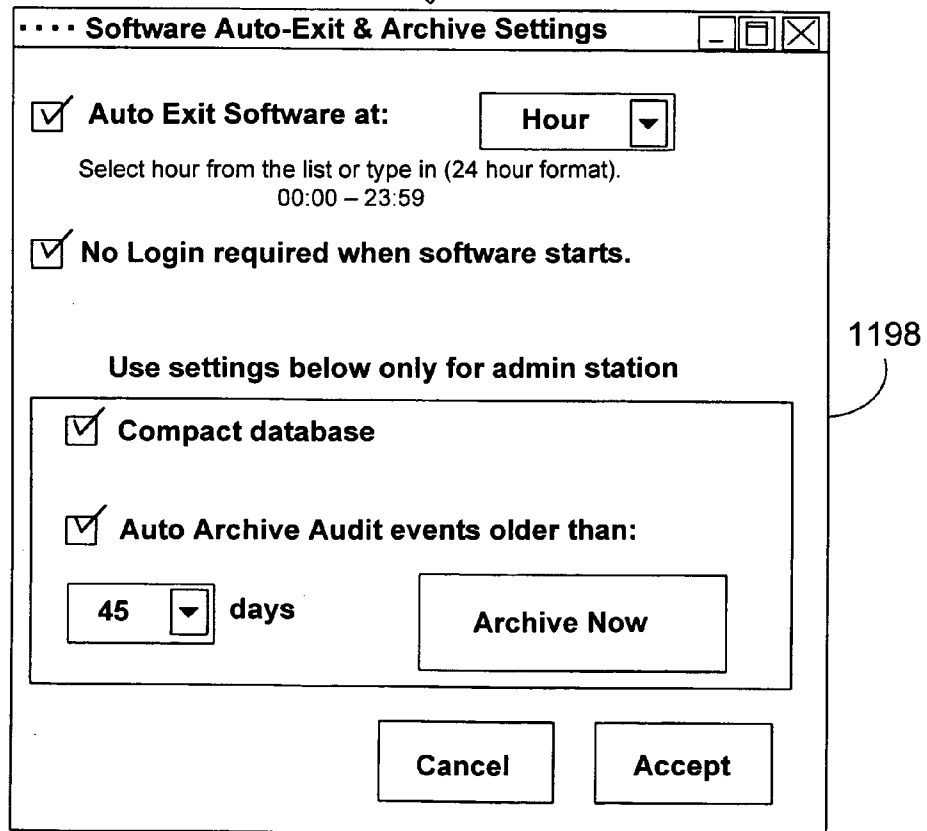 ···· Software Auto-Exit & Archive Settings
Auto Exit Software at: Hour
Select hour from the list or type in (24 hour format).
00:00 – 23:59
No Login required when software starts.
1198
Use settings below only for admin station
Compact database
Auto Archive Audit events older than:
45 days Archive Now
Cancel Accept